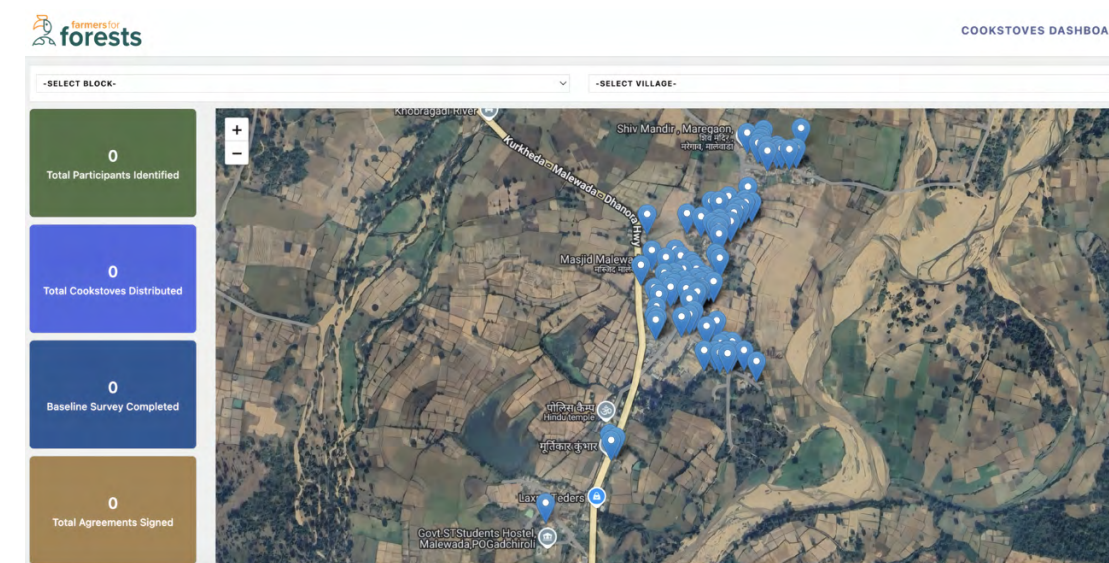 farmers for
forests
COOKSTOVES DASHBOA
-SELECT BLOCK-
-SELECT VILLAGE-
0
Total Participants Identified
0
Total Cookstoves Distributed
0
Baseline Survey Completed
0
Total Agreements Signed
+
−
Khobragadi River
Kurkheda - Malewada - Dhanora Hwy
Shiv Mandir, Maregaon,
शिव मंदिर,
मारेगाव, मालेवाडा
Masjid Malewa
पोलिस कैम्प
Hindu temple
मुर्तिकार कुंभार
Govt.ST Students Hostel,
Malewada,POGadchiroli